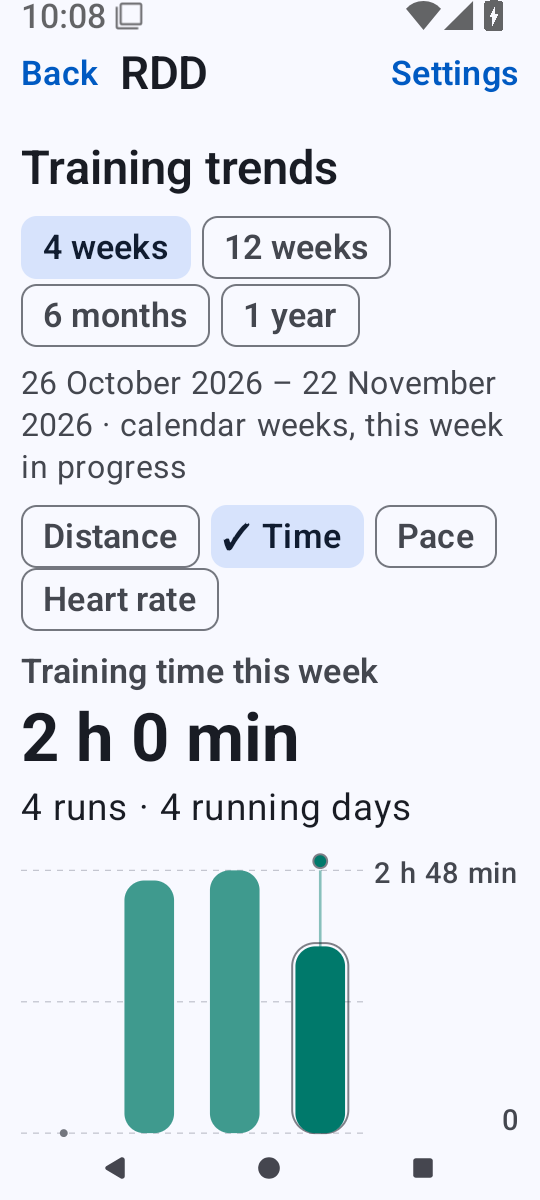 10:08
Back RDD Settings
Training trends
4 weeks 12 weeks
6 months 1 year
26 October 2026 – 22 November
2026 · calendar weeks, this week
in progress
Distance ✓ Time Pace
Heart rate
Training time this week
2 h 0 min
4 runs · 4 running days
2 h 48 min
0